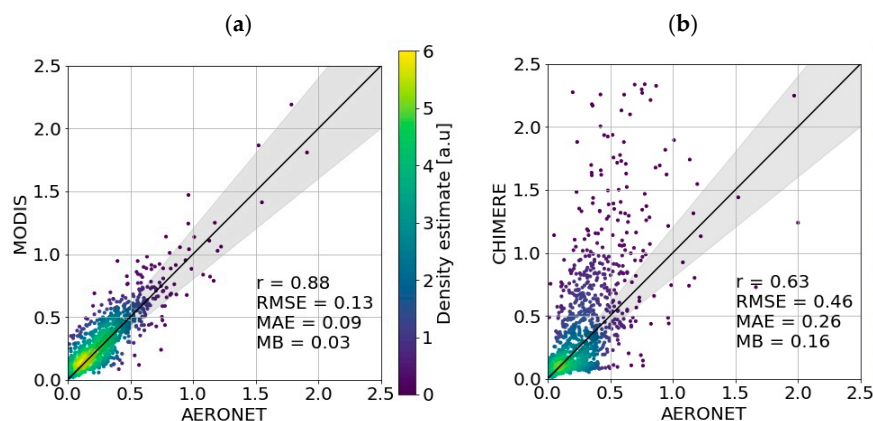 (a)
2.5
2.0
1.5
1.0
0.5
0.0
MODIS
r = 0.88
RMSE = 0.13
MAE = 0.09
MB = 0.03
0.0 0.5 1.0 1.5 2.0 2.5
AERONET
6
5
4
3
2
1
0
Density estimate [a.u]
(b)
2.5
2.0
1.5
1.0
0.5
0.0
CHIMERE
r = 0.63
RMSE = 0.46
MAE = 0.26
MB = 0.16
0.0 0.5 1.0 1.5 2.0 2.5
AERONET